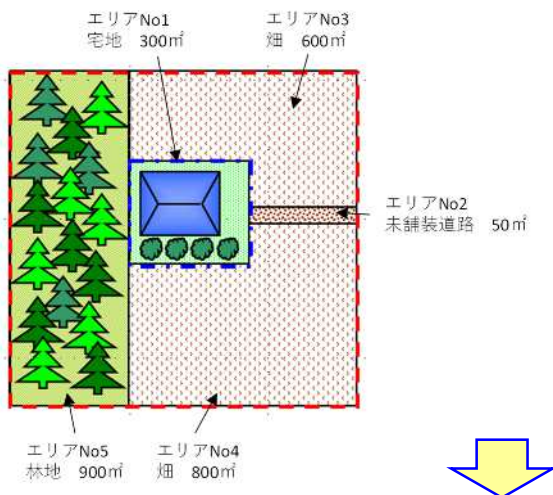 エリアNo1
宅地　300㎡
エリアNo3
畑　600㎡
エリアNo2
未舗装道路　50㎡
エリアNo5
林地　900㎡
エリアNo4
畑　800㎡